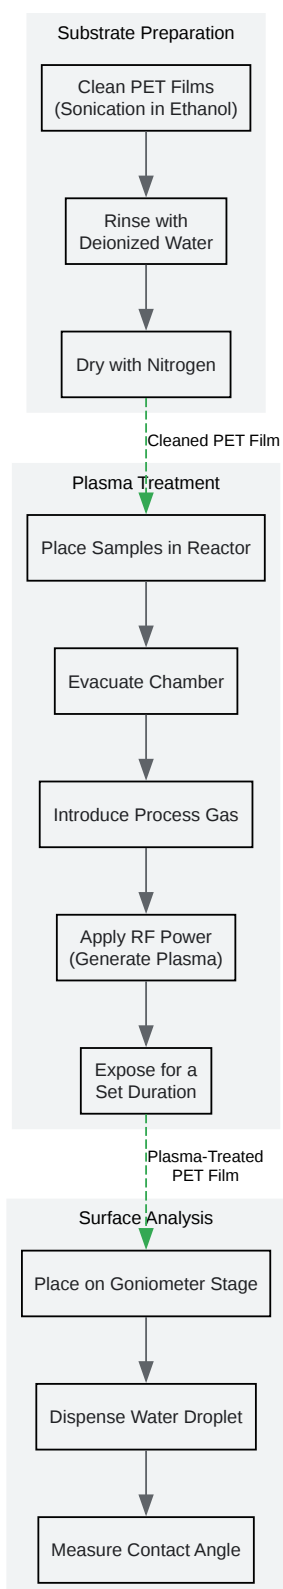 Substrate Preparation
Clean PET Films
(Sonication in Ethanol)
Rinse with
Deionized Water
Dry with Nitrogen
Cleaned PET Film
Plasma Treatment
Place Samples in Reactor
Evacuate Chamber
Introduce Process Gas
Apply RF Power
(Generate Plasma)
Expose for a
Set Duration
Plasma-Treated
PET Film
Surface Analysis
Place on Goniometer Stage
Dispense Water Droplet
Measure Contact Angle